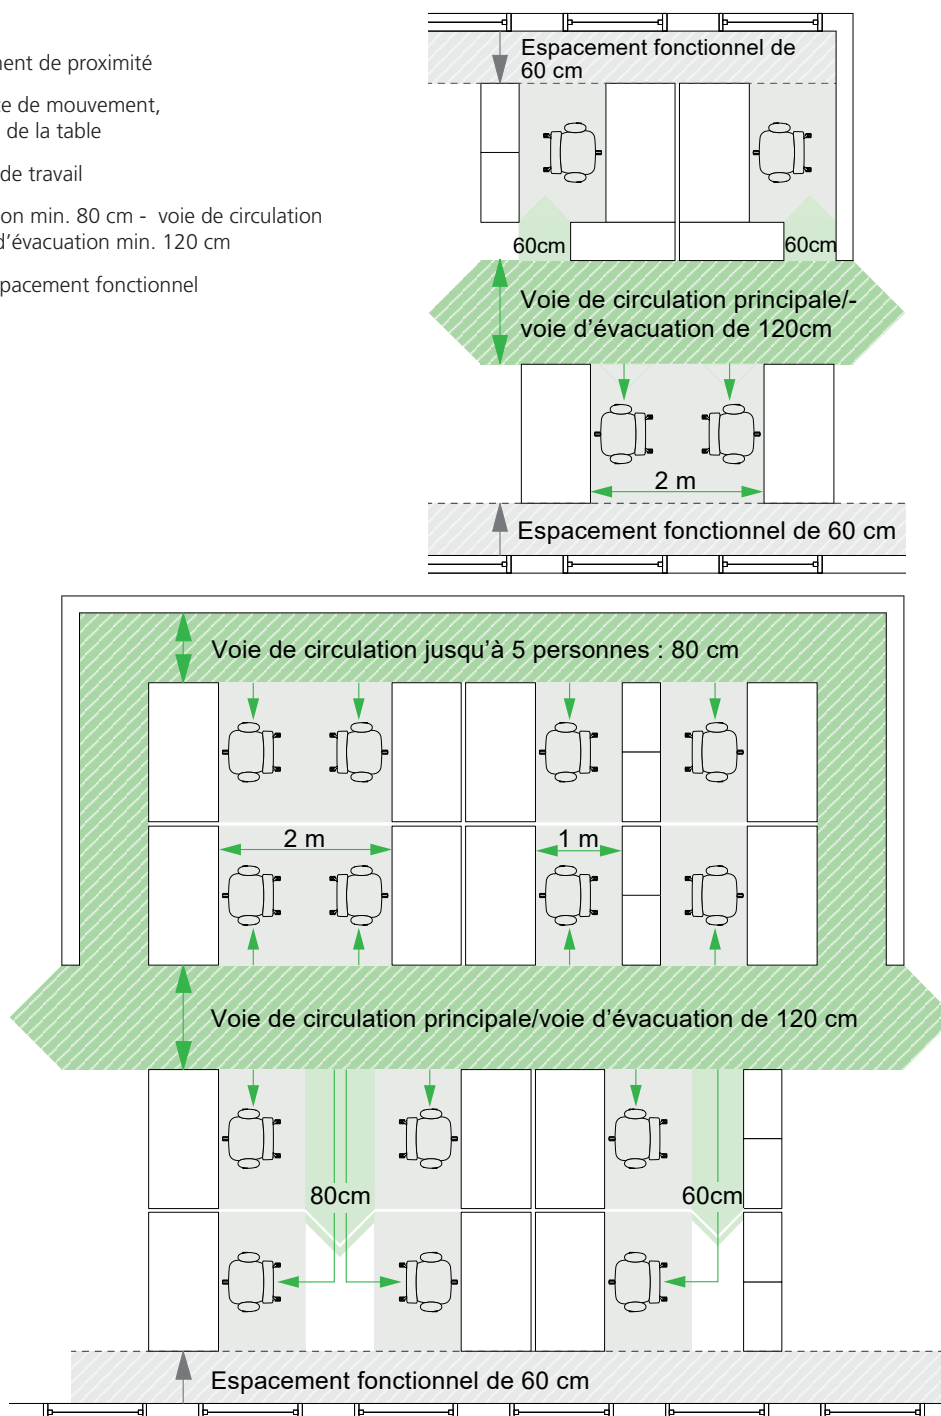 ment de proximité
e de mouvement,
de la table
de travail
ion min. 80 cm - voie de circulation
d'évacuation min. 120 cm
pacement fonctionnel
Espacement fonctionnel de
60 cm
60cm
60cm
Voie de circulation principale/-
voie d'évacuation de 120cm
2 m
Espacement fonctionnel de 60 cm
Voie de circulation jusqu'à 5 personnes : 80 cm
2 m
1 m
Voie de circulation principale/voie d'évacuation de 120 cm
80cm
60cm
Espacement fonctionnel de 60 cm